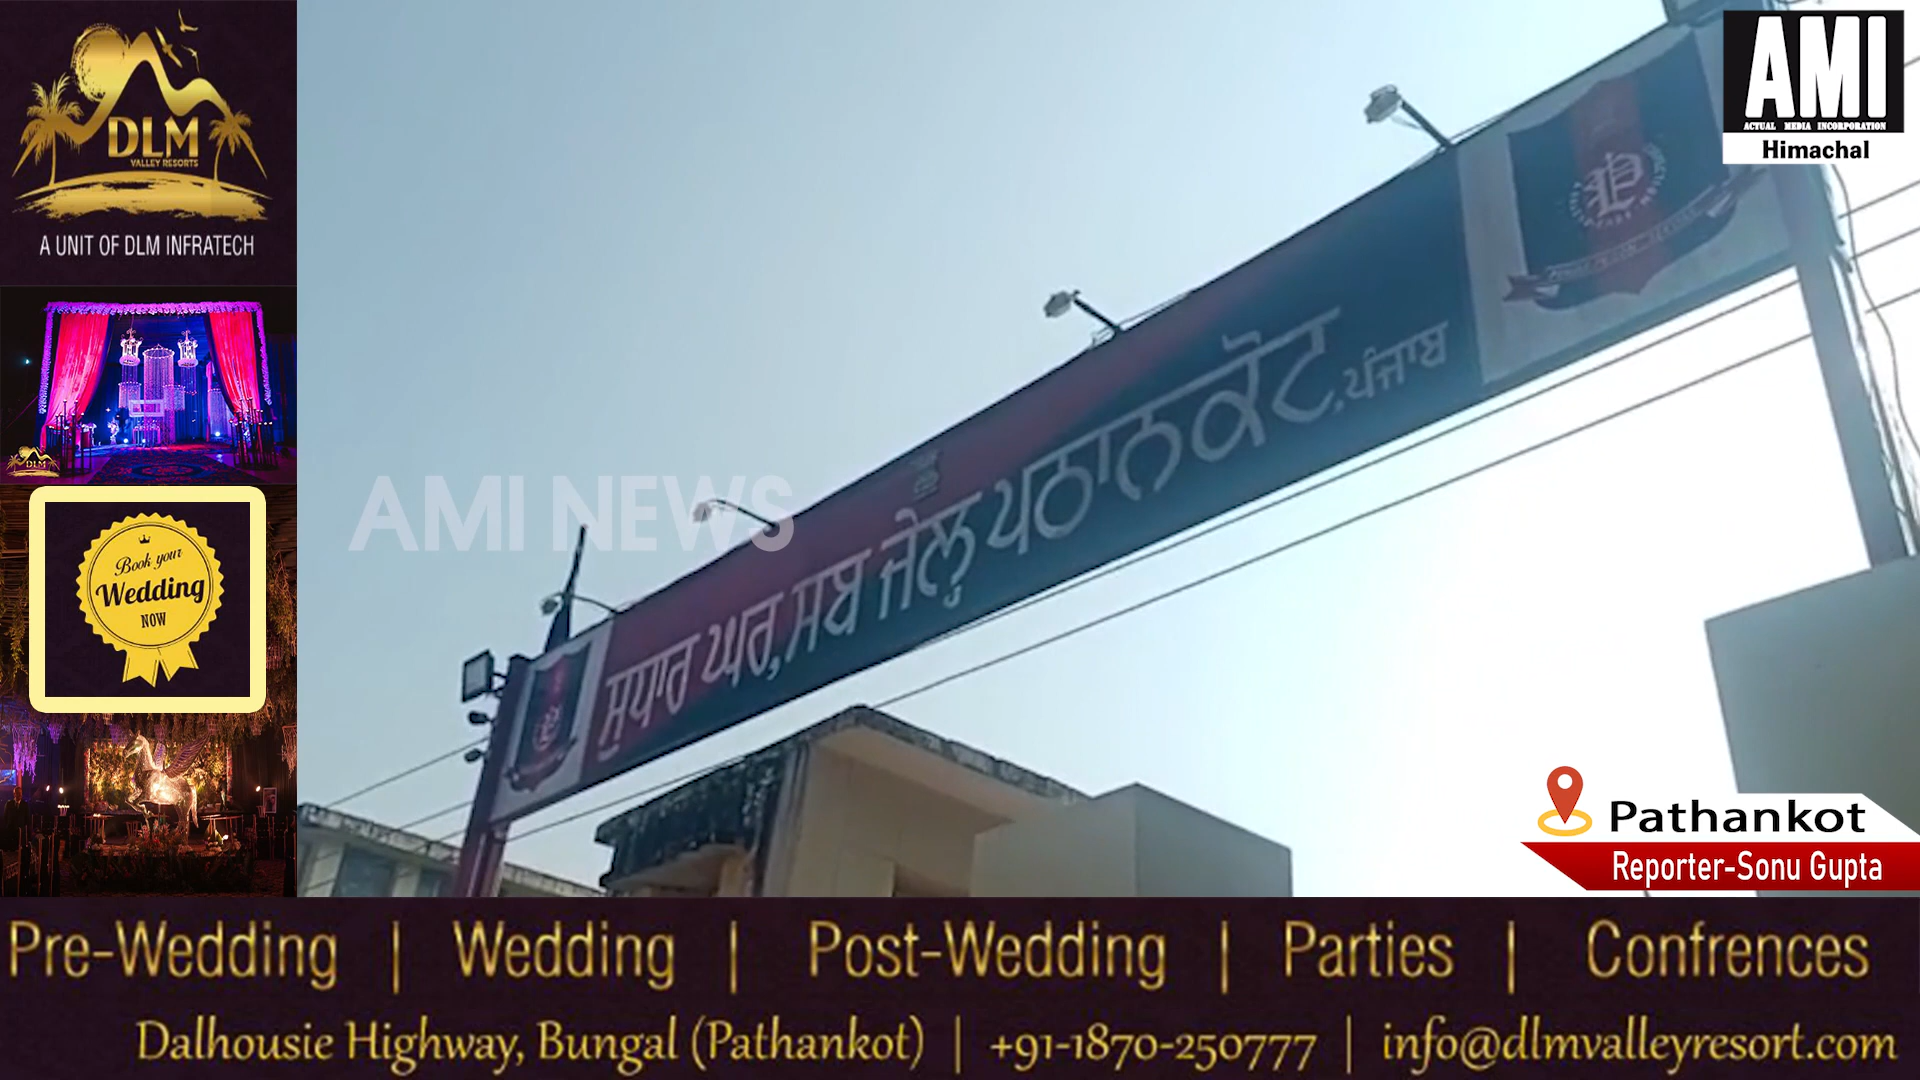 DLM
VALLEY RESORTS
A UNIT OF DLM INFRATECH
DLM
Book your
Wedding
NOW
AMI NEWS
ਸੁਧਾਰ ਘਰ, ਸਬ ਜੇਲ੍ਹ ਪਠਾਨਕੋਟ, ਪੰਜਾਬ
AMI
ACTUAL MEDIA INCORPORATION
Himachal
Pathankot
Reporter-Sonu Gupta
Pre-Wedding | Wedding | Post-Wedding | Parties | Confrences
Dalhousie Highway, Bungal (Pathankot) | +91-1870-250777 | info@dlmvalleyresort.com